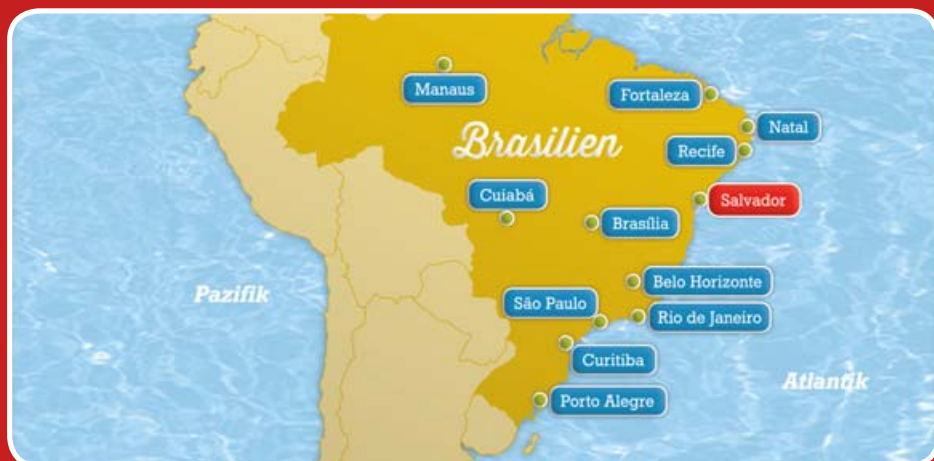 Manaus
Fortaleza
Natal
Brasilien
Recife
Cuiabá
Salvador
Brasília
Belo Horizonte
Pazifik
São Paulo
Rio de Janeiro
Curitiba
Atlantik
Porto Alegre